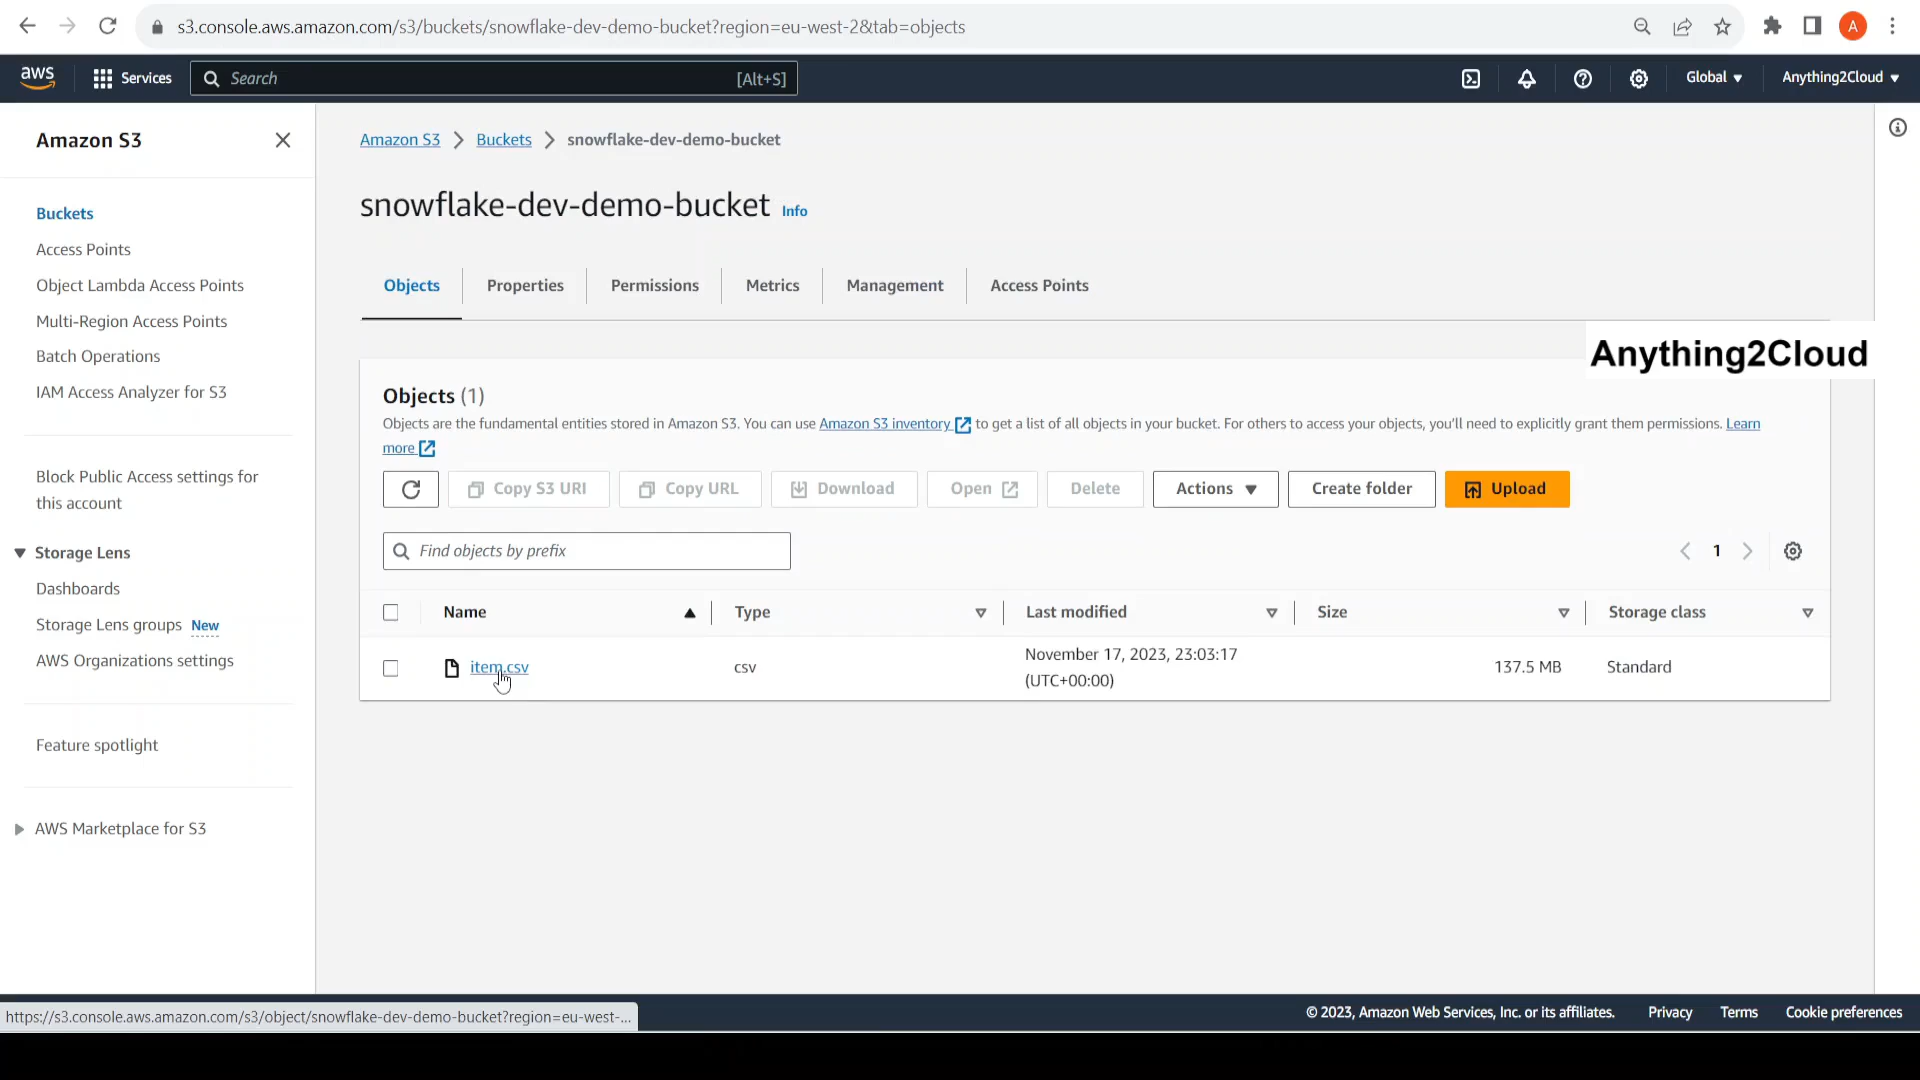 s3.console.aws.amazon.com/s3/buckets/snowflake-dev-demo-bucket?region=eu-west-2&tab=objects
A
aws
Services
Search
[Alt+S]
Global
Anything2Cloud
Amazon S3
Buckets
Access Points
Object Lambda Access Points
Multi-Region Access Points
Batch Operations
IAM Access Analyzer for S3
Block Public Access settings for
this account
Storage Lens
Dashboards
Storage Lens groups New
AWS Organizations settings
Feature spotlight
AWS Marketplace for S3
Amazon S3 Buckets snowflake-dev-demo-bucket
snowflake-dev-demo-bucket Info
Objects Properties Permissions Metrics Management Access Points
Anything2Cloud
Objects (1)
Objects are the fundamental entities stored in Amazon S3. You can use Amazon S3 inventory to get a list of all objects in your bucket. For others to access your objects, you'll need to explicitly grant them permissions. Learn
more
Copy S3 URI Copy URL Download Open Delete Actions Create folder Upload
Find objects by prefix
1
Name Type Last modified Size Storage class
item.csv csv November 17, 2023, 23:03:17 137.5 MB Standard
(UTC+00:00)
https://s3.console.aws.amazon.com/s3/object/snowflake-dev-demo-bucket?region=eu-west-...
© 2023, Amazon Web Services, Inc. or its affiliates. Privacy Terms Cookie preferences